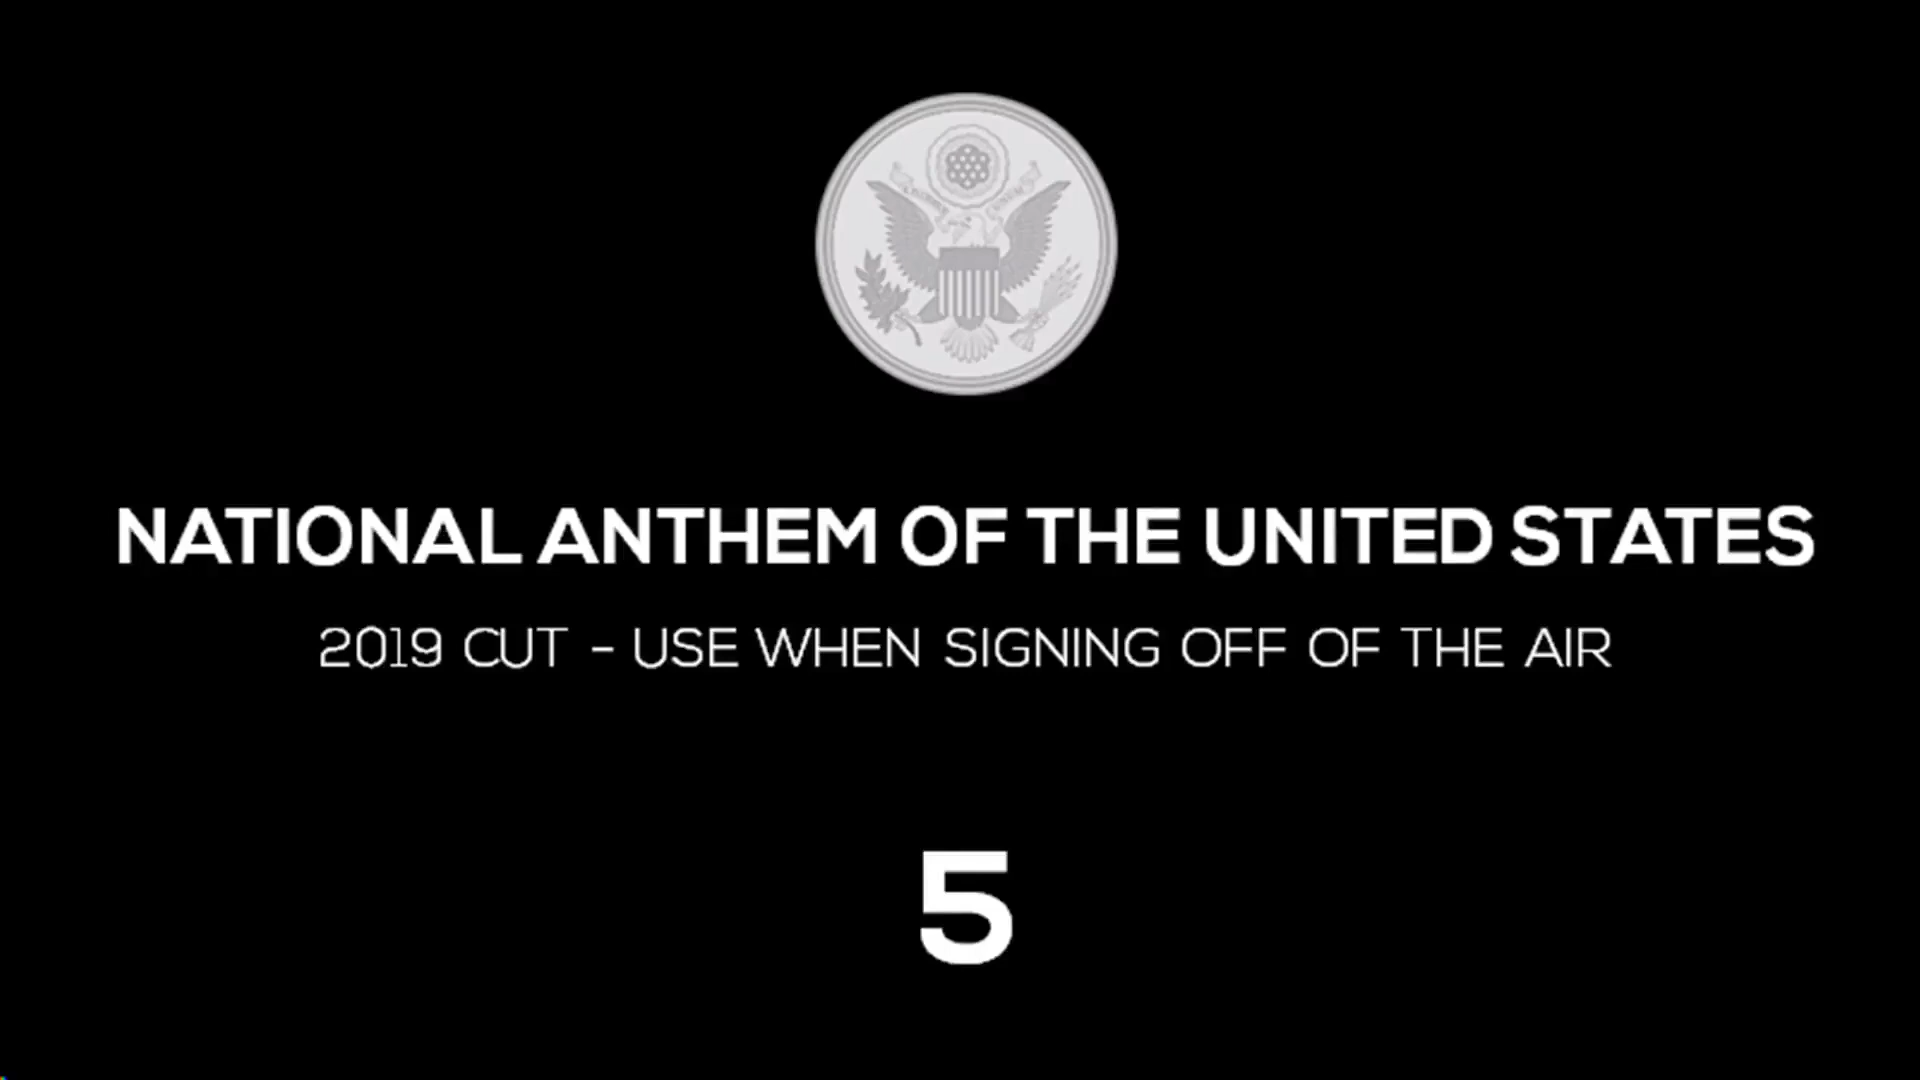 NATIONAL ANTHEM OF THE UNITED STATES
2019 CUT - USE WHEN SIGNING OFF OF THE AIR
5